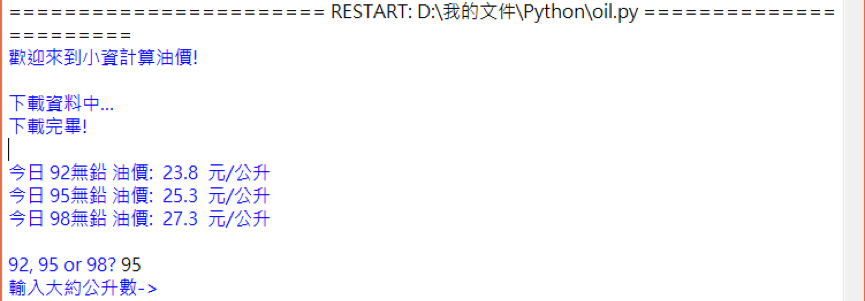 ======================= RESTART: D:\我的文件\Python\oil.py ==============
=========
歡迎來到小資計算油價!
下載資料中...
下載完畢!
今日 92無鉛 油價:  23.8  元/公升
今日 95無鉛 油價:  25.3  元/公升
今日 98無鉛 油價:  27.3  元/公升
92, 95 or 98? 95
輸入大約公升數->